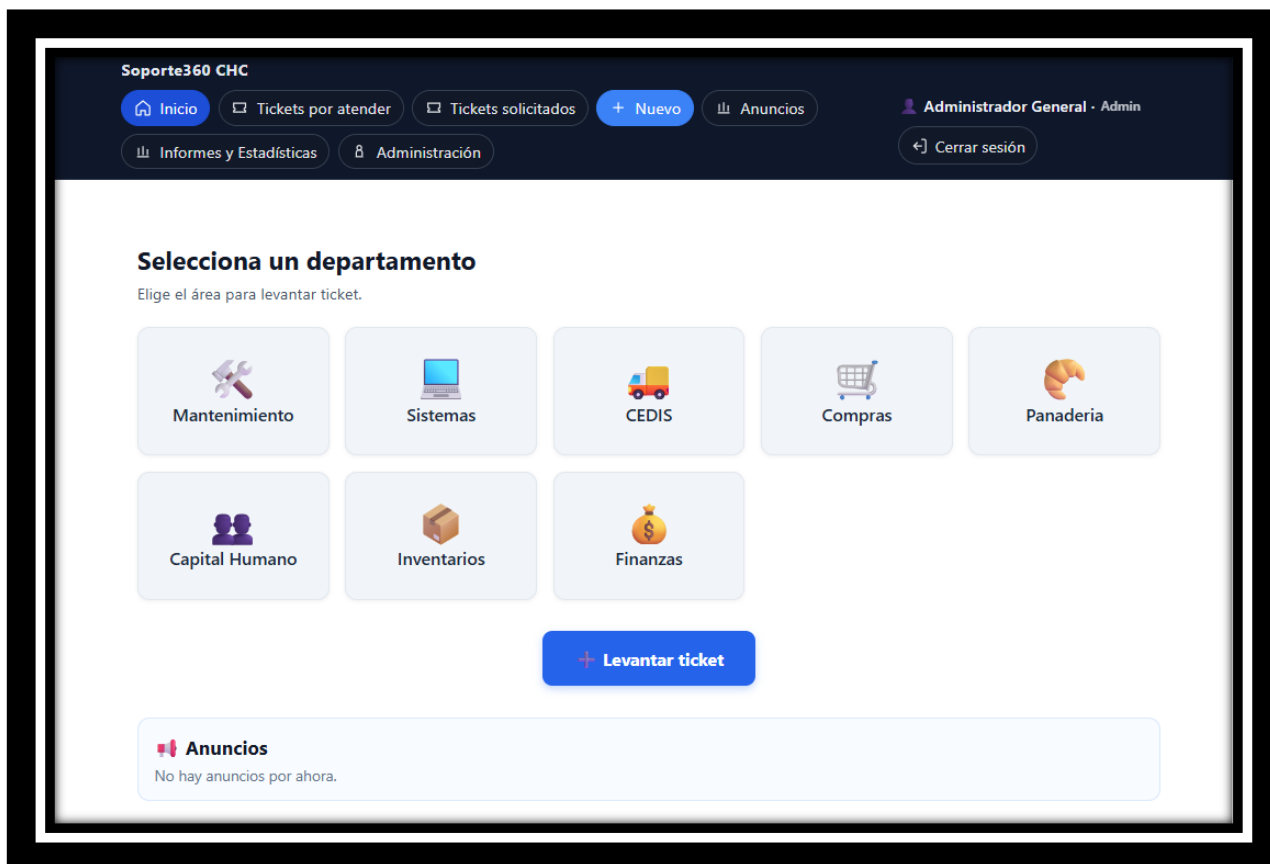 Soporte360 CHC
Inicio
Tickets por atender
Tickets solicitados
+ Nuevo
Anuncios
Administrador General · Admin
Informes y Estadísticas
Administración
Cerrar sesión
Selecciona un departamento
Elige el área para levantar ticket.
Mantenimiento
Sistemas
CEDIS
Compras
Panaderia
Capital Humano
Inventarios
Finanzas
+ Levantar ticket
Anuncios
No hay anuncios por ahora.